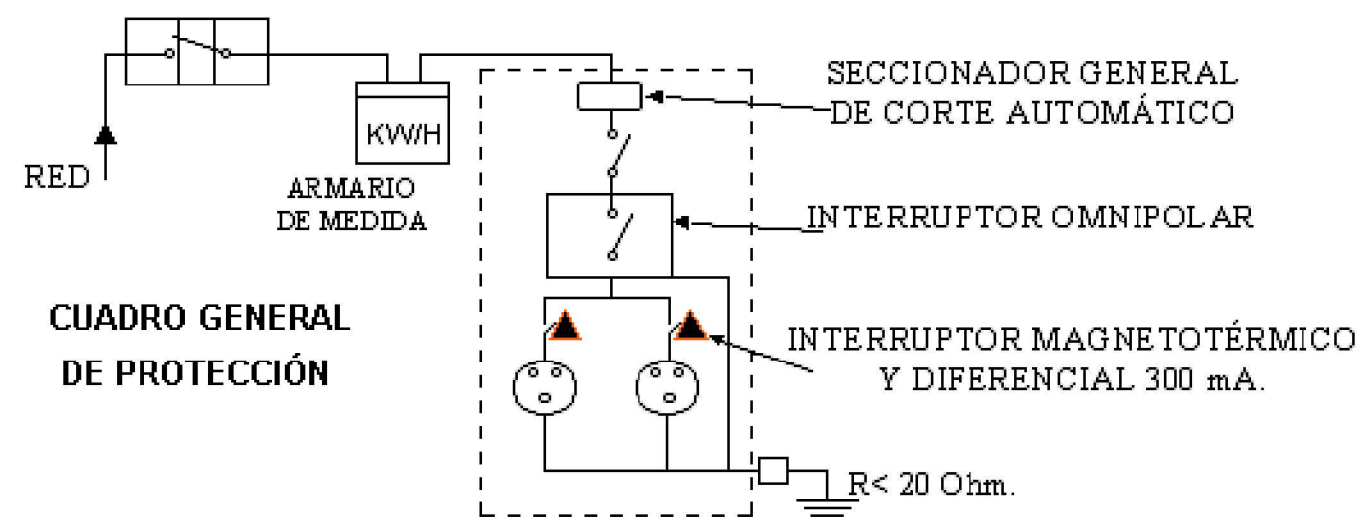 SECCIONADOR GENERAL
DE CORTE AUTOMÁTICO
KW/H
RED
ARMARIO
DE MEDIDA
INTERRUPTOR OMNIPOLAR
CUADRO GENERAL
DE PROTECCIÓN
INTERRUPTOR MAGNETOTÉRMICO
Y DIFERENCIAL 300 mA.
R< 20 Ohm.